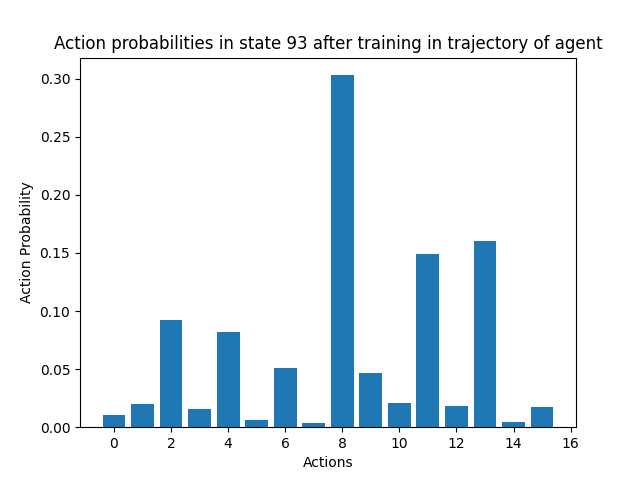 Action probabilities in state 93 after training in trajectory of agent
0.30
0.25
0.20
0.15
0.10
0.05
0.00
Action Probability
0 2 4 6 8 10 12 14 16
Actions